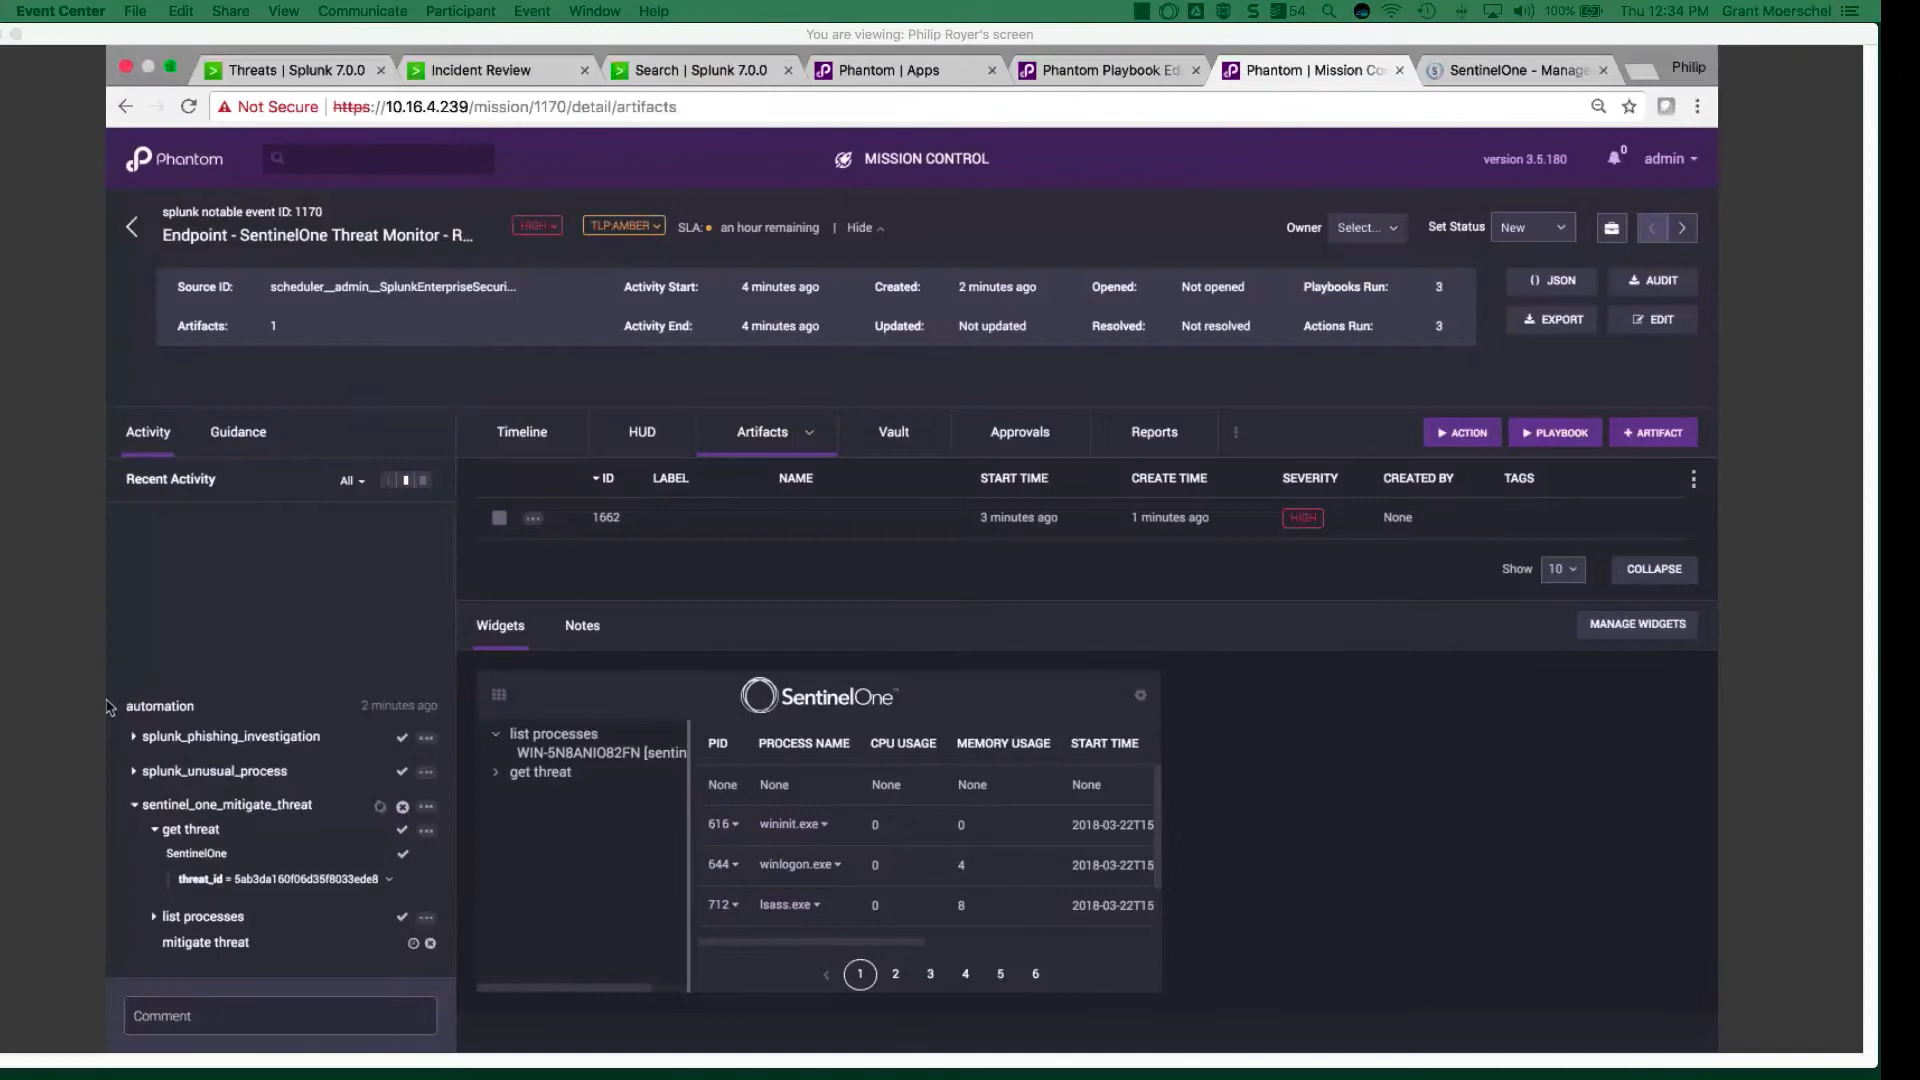 Event Center File Edit Share View Communicate Participant Event Window Help 54 100% Thu 12:34 PM Grant Moerschel
You are viewing: Philip Royer's screen
Threats | Splunk 7.0.0 Incident Review Search | Splunk 7.0.0 Phantom | Apps Phantom Playbook Ed Phantom | Mission Co SentinelOne - Manage Philip
Not Secure | https://10.16.4.239/mission/1170/detail/artifacts
Phantom MISSION CONTROL version 3.5.180 0 admin
splunk notable event ID: 1170
Endpoint - SentinelOne Threat Monitor - R... HIGH TLP:AMBER SLA: an hour remaining | Hide Owner Select... Set Status New
Source ID: scheduler__admin__SplunkEnterpriseSecuri... Activity Start: 4 minutes ago Created: 2 minutes ago Opened: Not opened Playbooks Run: 3 JSON AUDIT
Artifacts: 1 Activity End: 4 minutes ago Updated: Not updated Resolved: Not resolved Actions Run: 3 EXPORT EDIT
Activity Guidance Timeline HUD Artifacts Vault Approvals Reports ACTION PLAYBOOK + ARTIFACT
Recent Activity All ID LABEL NAME START TIME CREATE TIME SEVERITY CREATED BY TAGS
1662 3 minutes ago 1 minutes ago HIGH None
Show 10 COLLAPSE
Widgets Notes MANAGE WIDGETS
SentinelOne
automation 2 minutes ago
splunk_phishing_investigation
splunk_unusual_process
sentinel_one_mitigate_threat
get threat
SentinelOne
threat_id = 5ab3da160f06d35f8033ede8
list processes
mitigate threat
Comment
list processes
WIN-5N8ANIO82FN [sentin
get threat
PID PROCESS NAME CPU USAGE MEMORY USAGE START TIME
None None None None None
616 wininit.exe 0 0 2018-03-22T15
644 winlogon.exe 0 4 2018-03-22T15
712 lsass.exe 0 8 2018-03-22T15
1 2 3 4 5 6